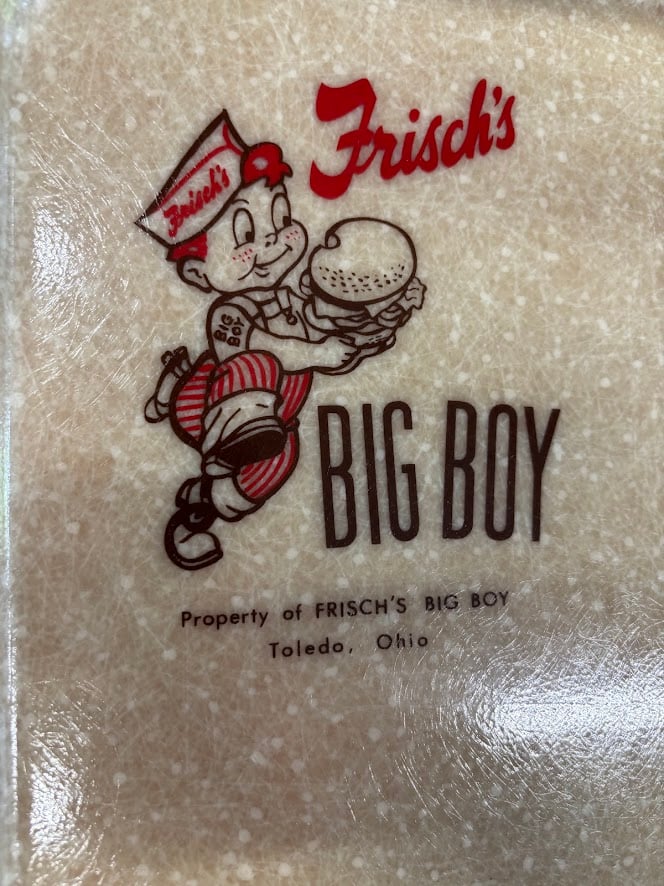 Frisch's
Frisch's
BIG
BOY
BIG BOY
Property of FRISCH'S BIG BOY
Toledo, Ohio